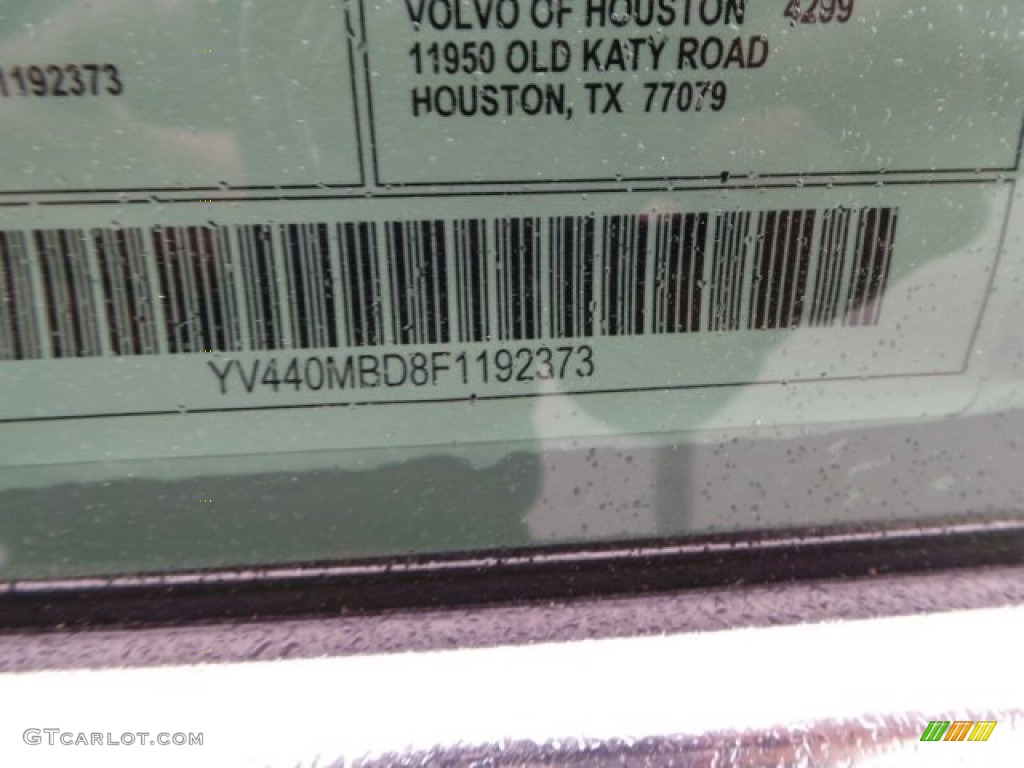 VOLVO OF HOUSTON 4299
11950 OLD KATY ROAD
1192373
HOUSTON, TX 77079
YV440MBD8F1192373
GTCARLOT.COM